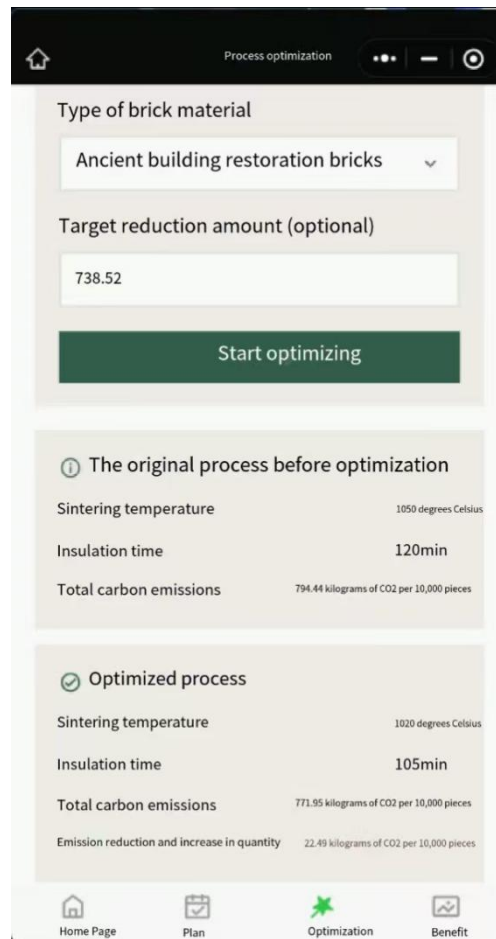 Process optimization
Type of brick material
Ancient building restoration bricks
Target reduction amount (optional)
738.52
Start optimizing
The original process before optimization
Sintering temperature 1050 degrees Celsius
Insulation time 120min
Total carbon emissions 794.44 kilograms of CO2 per 10,000 pieces
Optimized process
Sintering temperature 1020 degrees Celsius
Insulation time 105min
Total carbon emissions 771.95 kilograms of CO2 per 10,000 pieces
Emission reduction and increase in quantity 22.49 kilograms of CO2 per 10,000 pieces
Home Page Plan Optimization Benefit